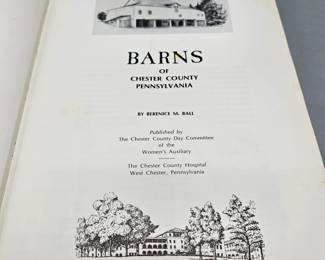 BARNS
OF
CHESTER COUNTY
PENNSYLVANIA
BY BERENICE M. BALL
Published by
The Chester County Day Committee
of the
Women's Auxiliary
The Chester County Hospital
West Chester, Pennsylvania